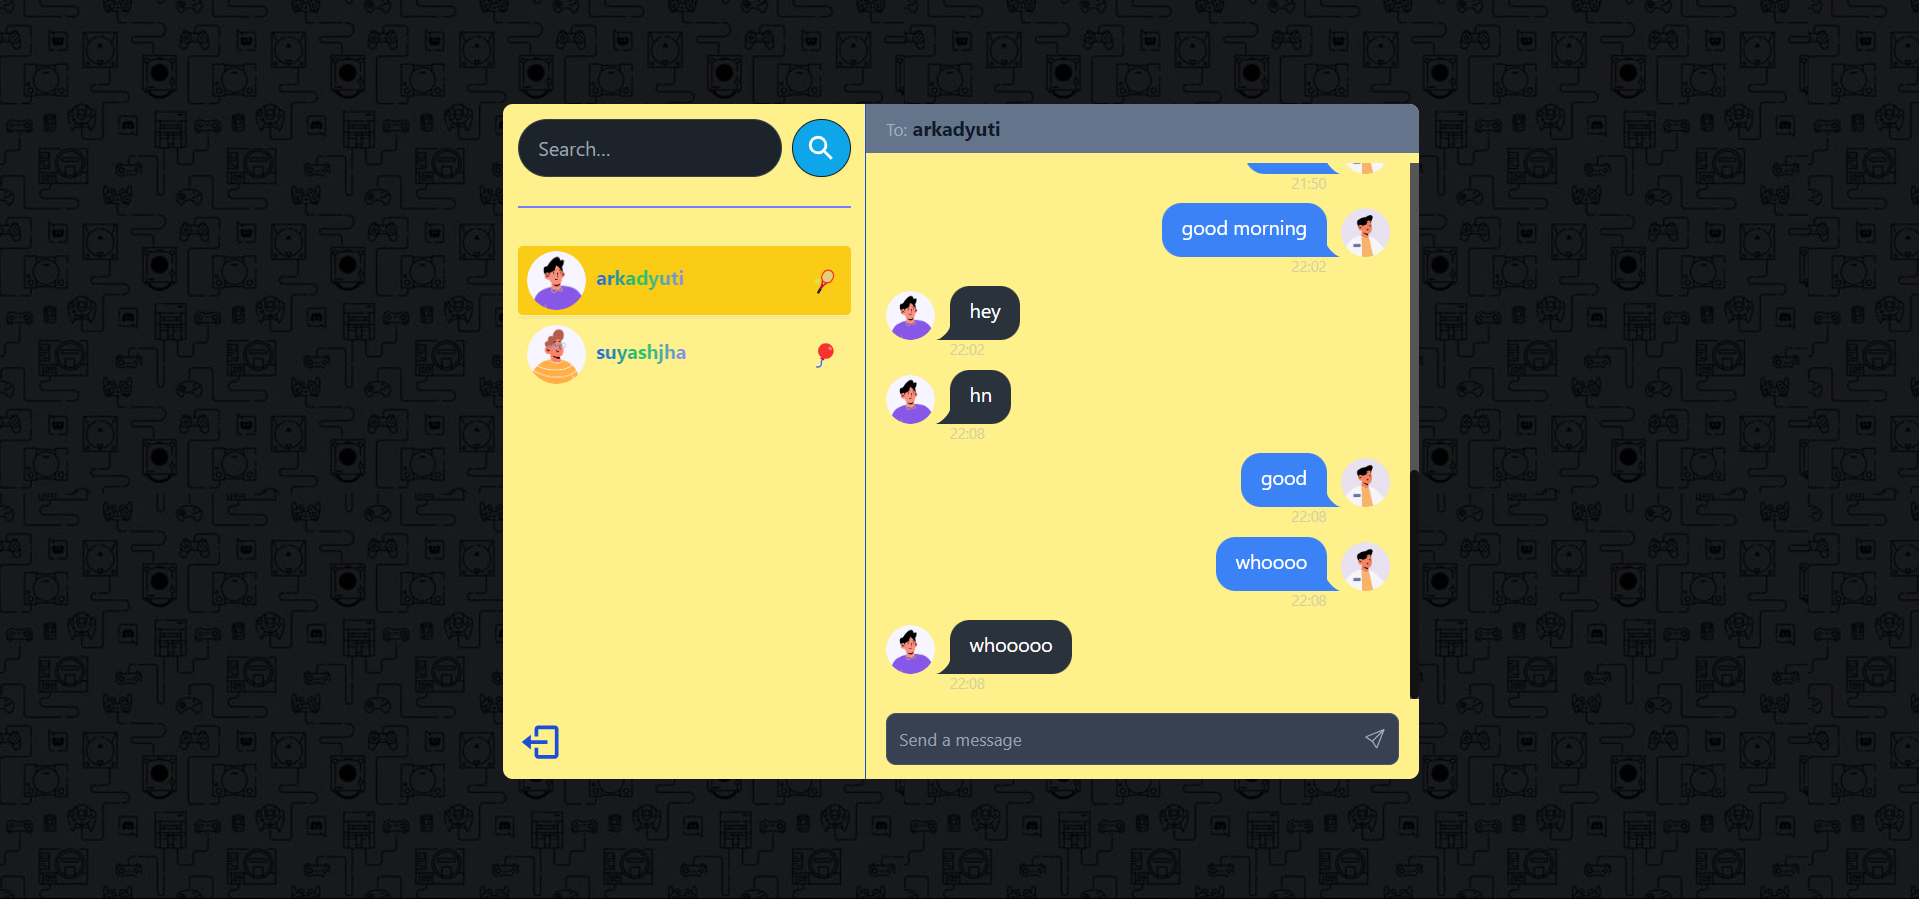 Search...
arkadyuti
suyashjha
To: arkadyuti
21:50
good morning
22:02
hey
22:02
hn
22:08
good
22:08
whoooo
22:08
whooooo
22:08
Send a message